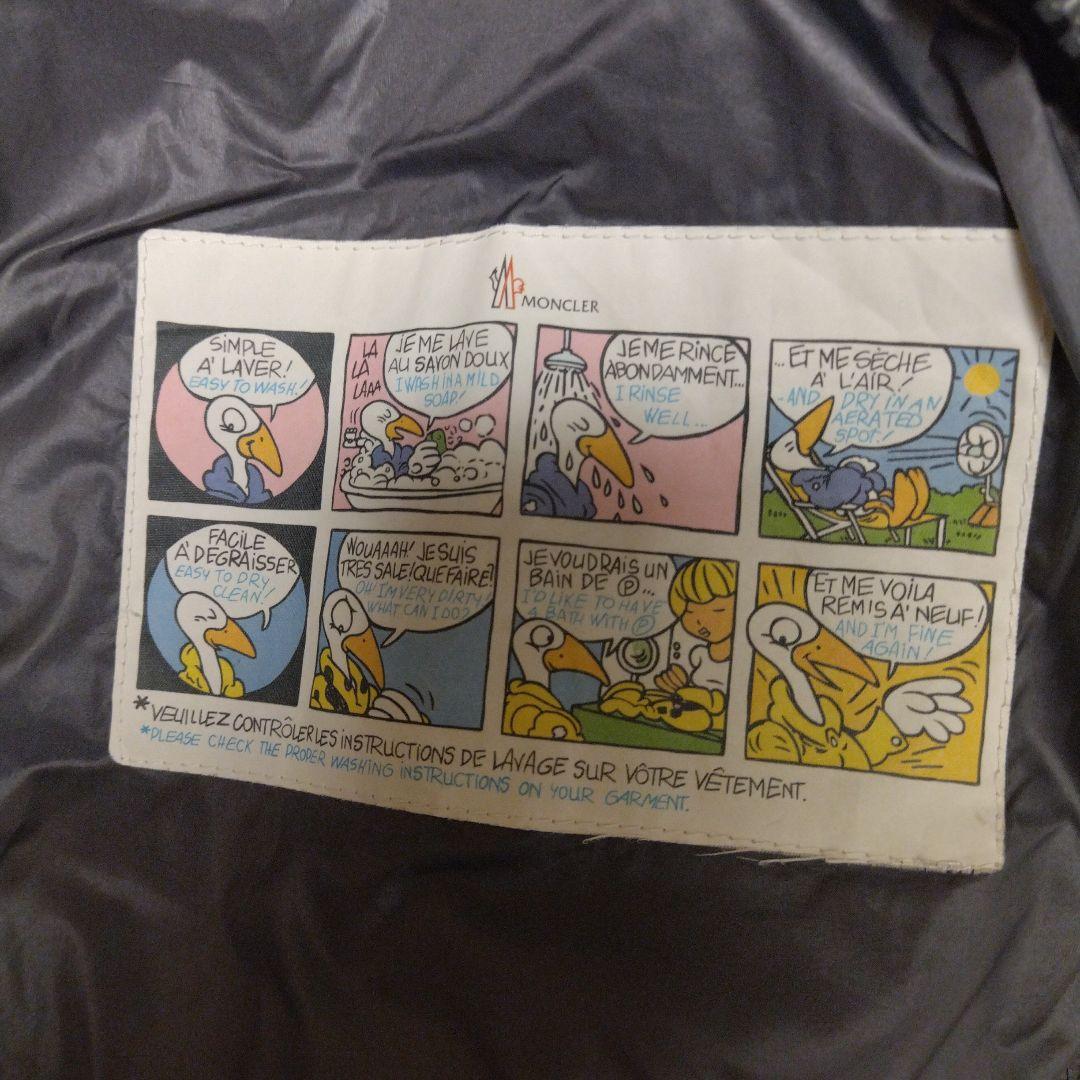 MONCLER
SIMPLE
A' LAVER!
EASY TO WASH!
LA
LA
LAAA
JE ME LAVE
AU SAVON DOUX
I WASH IN A MILD
SOAP!
JE ME RINCE
ABONDAMMENT...
I RINSE
WELL...
...ET ME SÈCHE
A' L'AIR!
-AND DRY IN AN
AERATED
SPOT!
FACILE
A' DEGRAISSER
EASY TO DRY
CLEAN!
WOUAAAH! JE SUIS
TRES SALE! QUE FAIRE?
OH! I'M VERY DIRTY!
WHAT CAN I DO?
JE VOUDRAIS UN
BAIN DE Ⓟ...
I'D LIKE TO HAVE
A BATH WITH Ⓟ
ET ME VOILA
REMIS A' NEUF!
AND I'M FINE
AGAIN!
*VEUILLEZ CONTRÔLER LES INSTRUCTIONS DE LAVAGE SUR VÔTRE VÊTEMENT.
*PLEASE CHECK THE PROPER WASHING INSTRUCTIONS ON YOUR GARMENT.